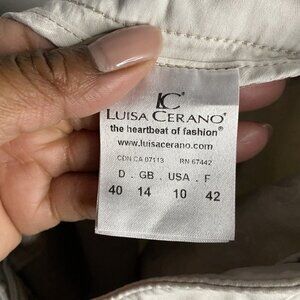 LC®
LUISA CERANO®
the heartbeat of fashion®
www.luisacerano.com
CDN CA 07113 RN 67442
D . GB . USA . F
40 14 10 42